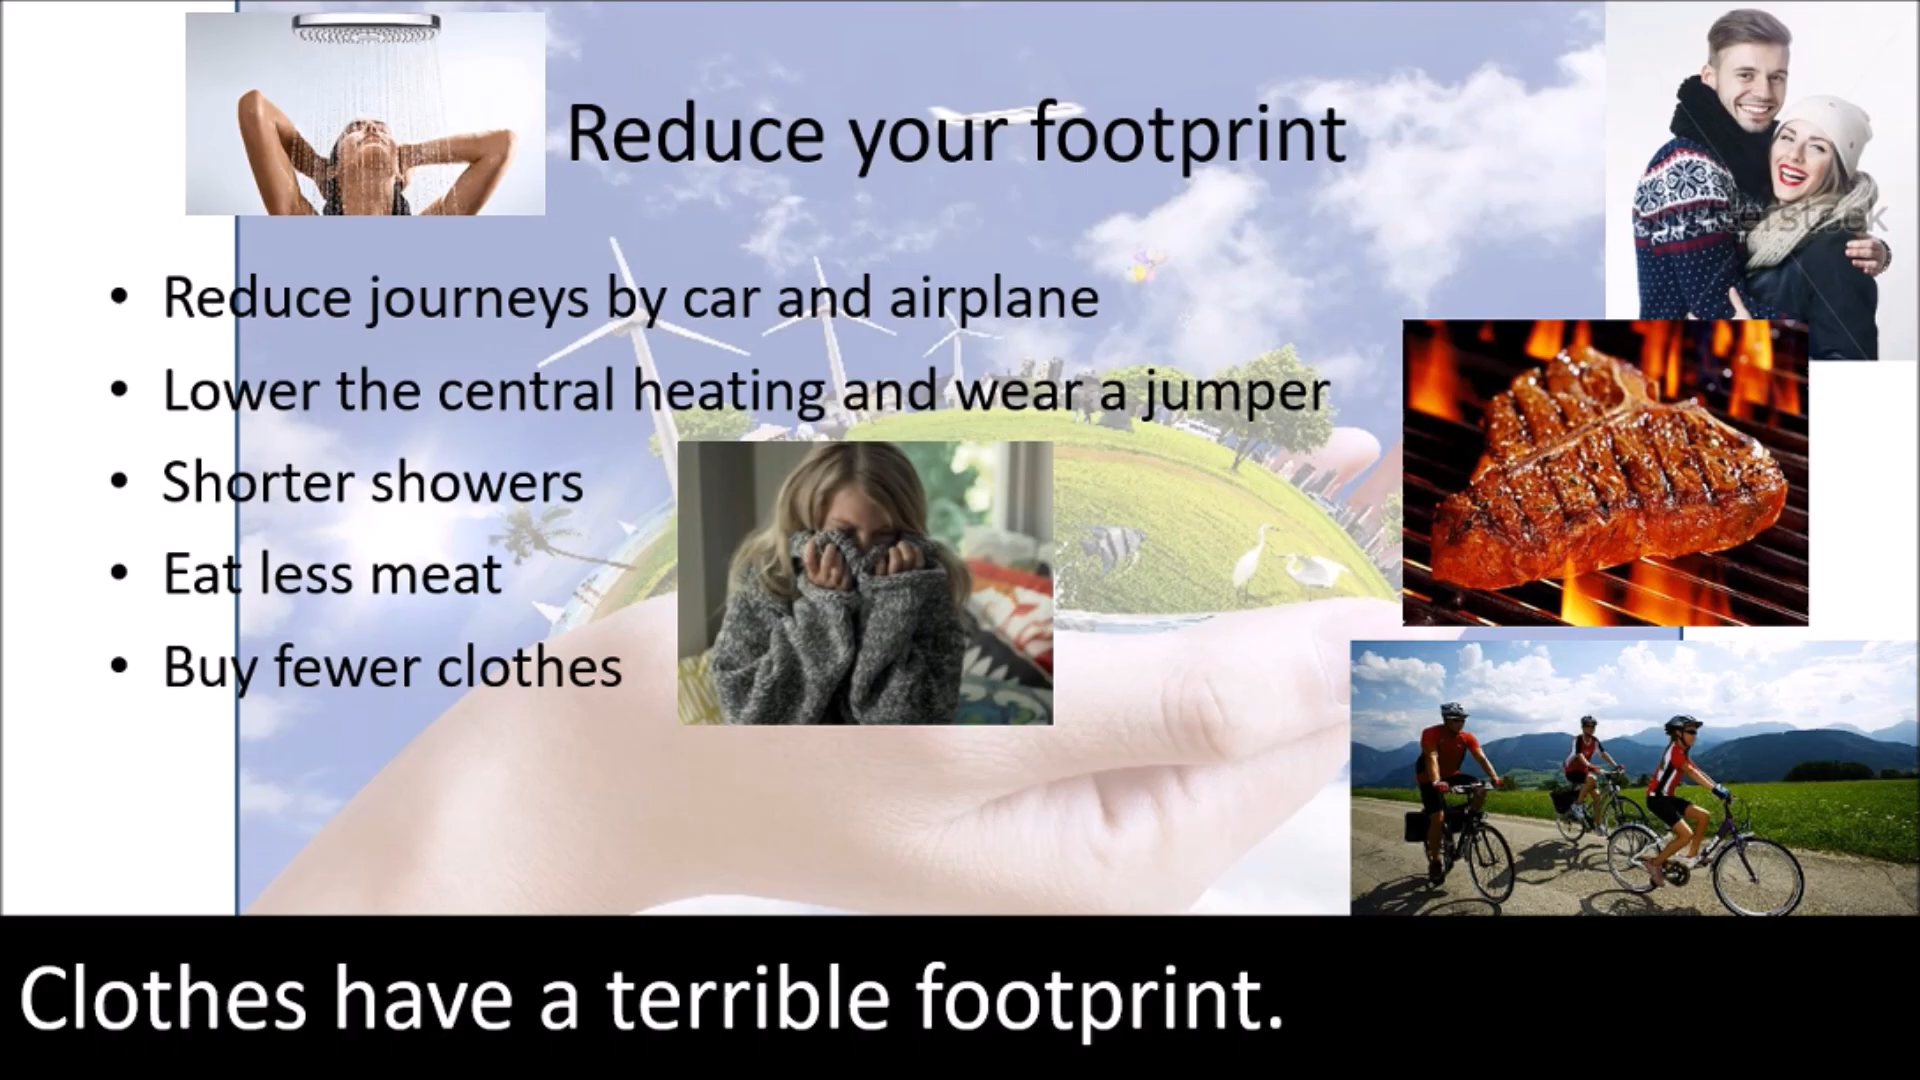 Reduce your footprint
• Reduce journeys by car and airplane
• Lower the central heating and wear a jumper
• Shorter showers
• Eat less meat
• Buy fewer clothes
Clothes have a terrible footprint.